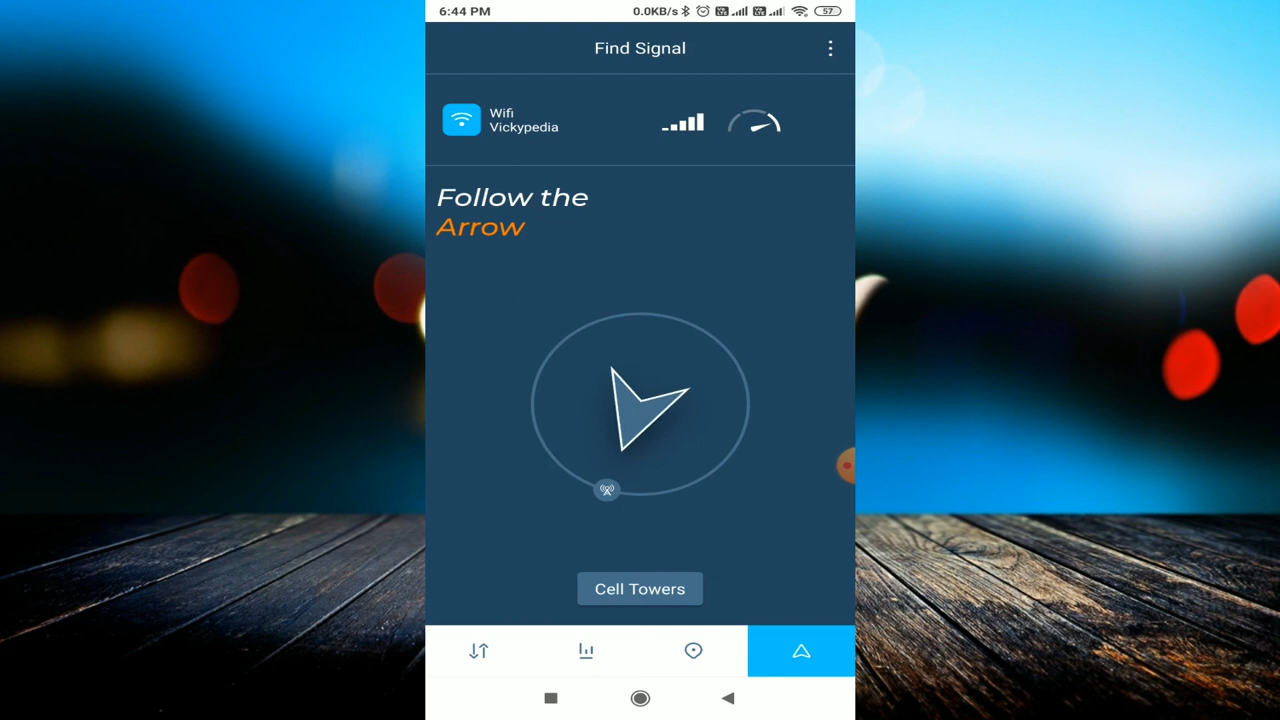 6:44 PM
0.0KB/s
57
Find Signal
Wifi
Vickypedia
Follow the
Arrow
Cell Towers